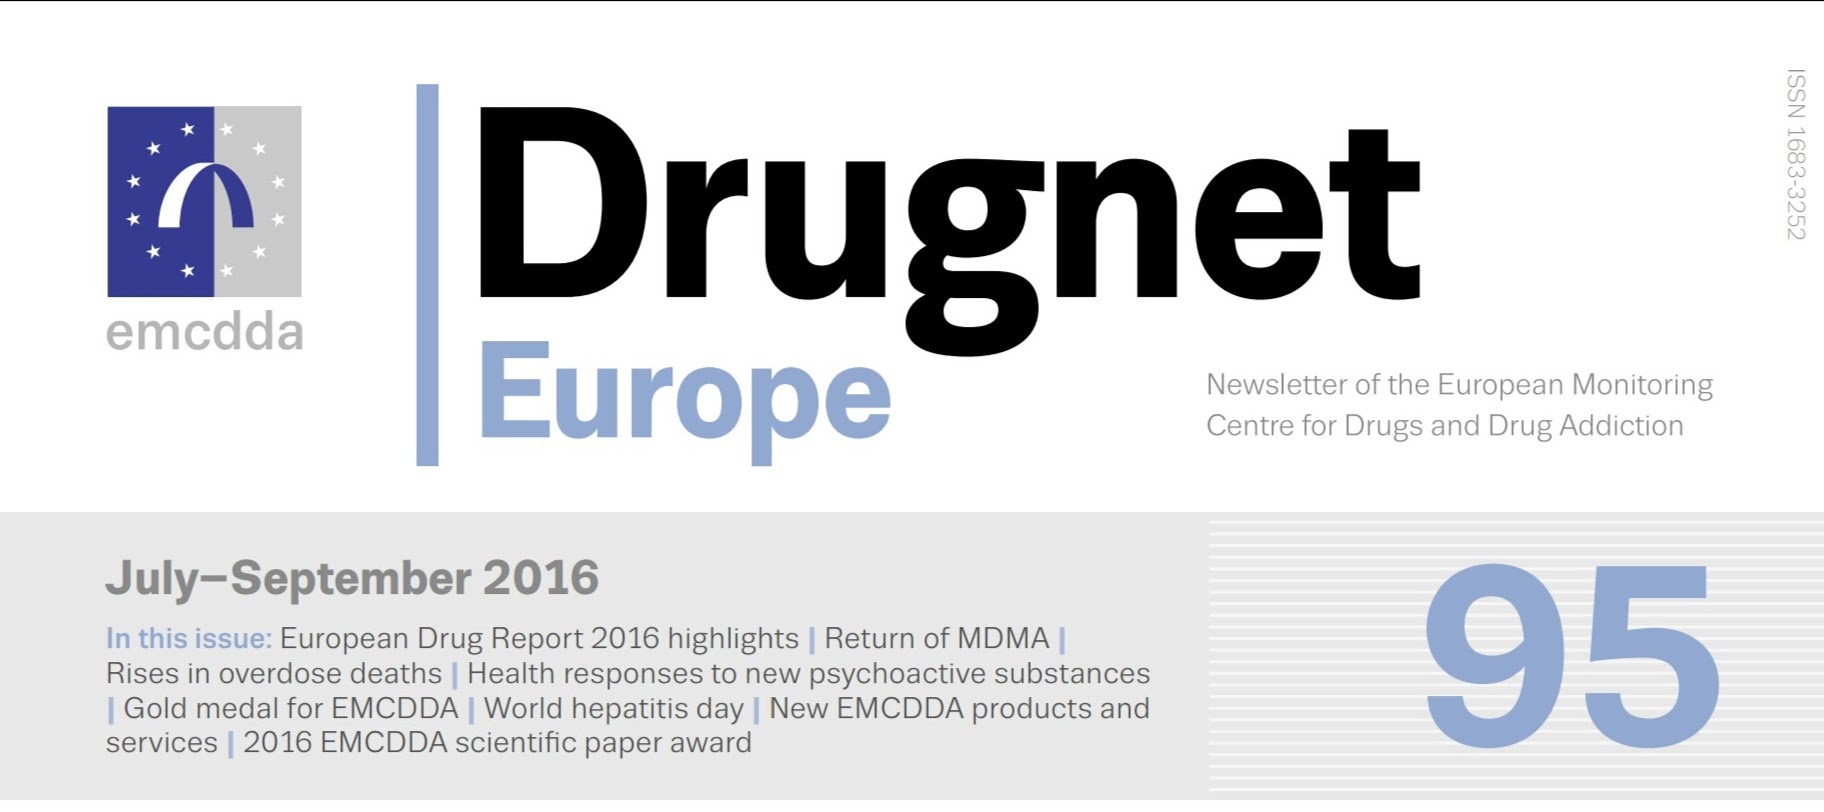 ISSN 1683-3252
emcdda
Drugnet
Europe
Newsletter of the European Monitoring
Centre for Drugs and Drug Addiction
July–September 2016
In this issue: European Drug Report 2016 highlights | Return of MDMA |
Rises in overdose deaths | Health responses to new psychoactive substances
| Gold medal for EMCDDA | World hepatitis day | New EMCDDA products and
services | 2016 EMCDDA scientific paper award
95